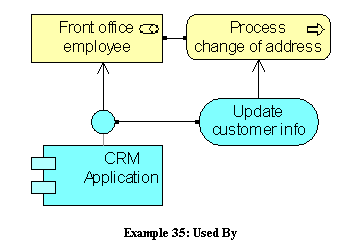 Front office
employee
Process
change of address
Update
customer info
CRM
Application
Example 35: Used By